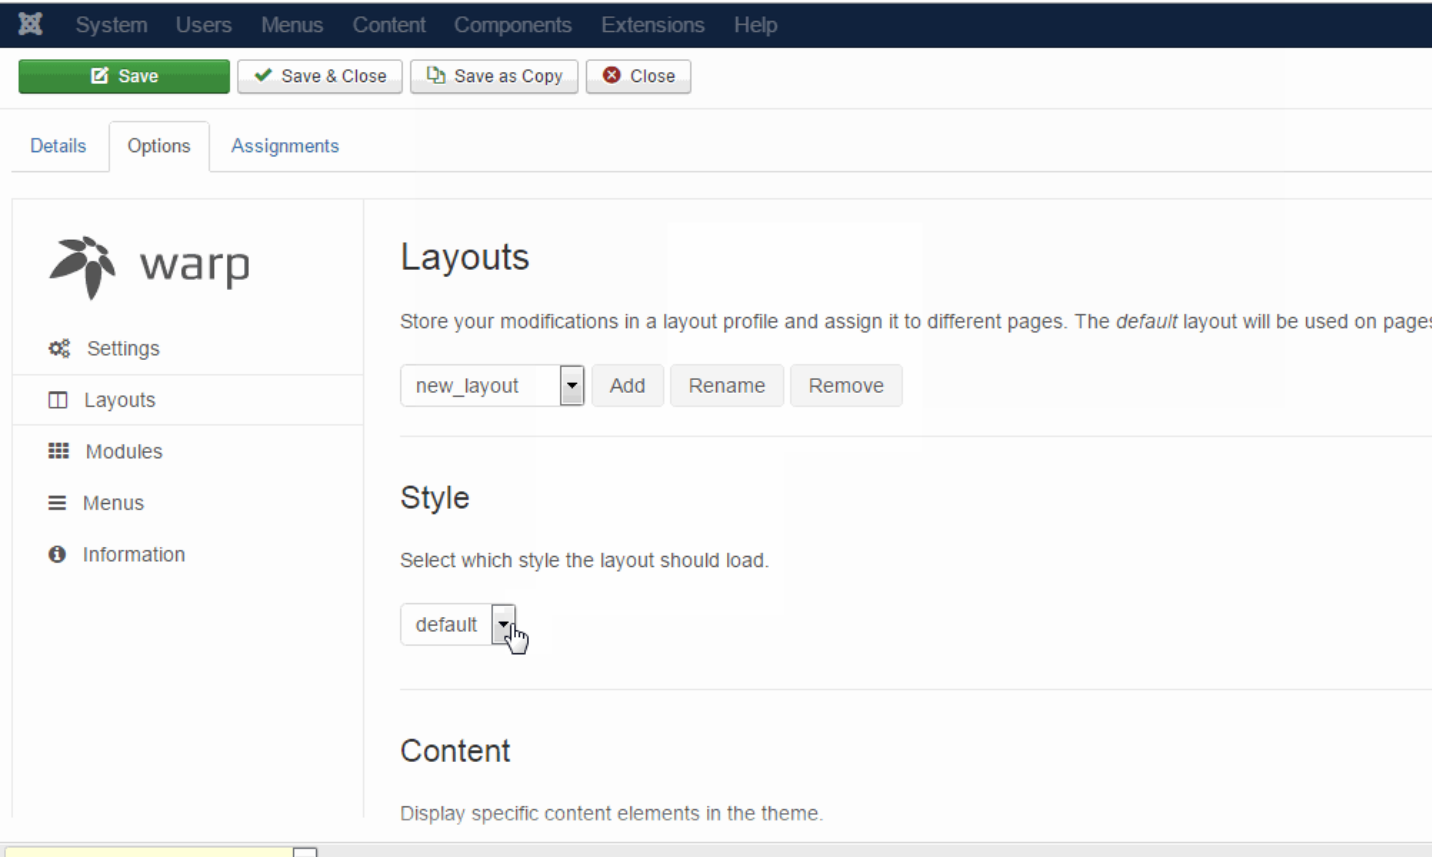 System Users Menus Content Components Extensions Help
Save Save & Close Save as Copy Close
Details Options Assignments
warp
Settings
Layouts
Modules
Menus
Information
Layouts
Store your modifications in a layout profile and assign it to different pages. The default layout will be used on pages
new_layout Add Rename Remove
Style
Select which style the layout should load.
default
Content
Display specific content elements in the theme.